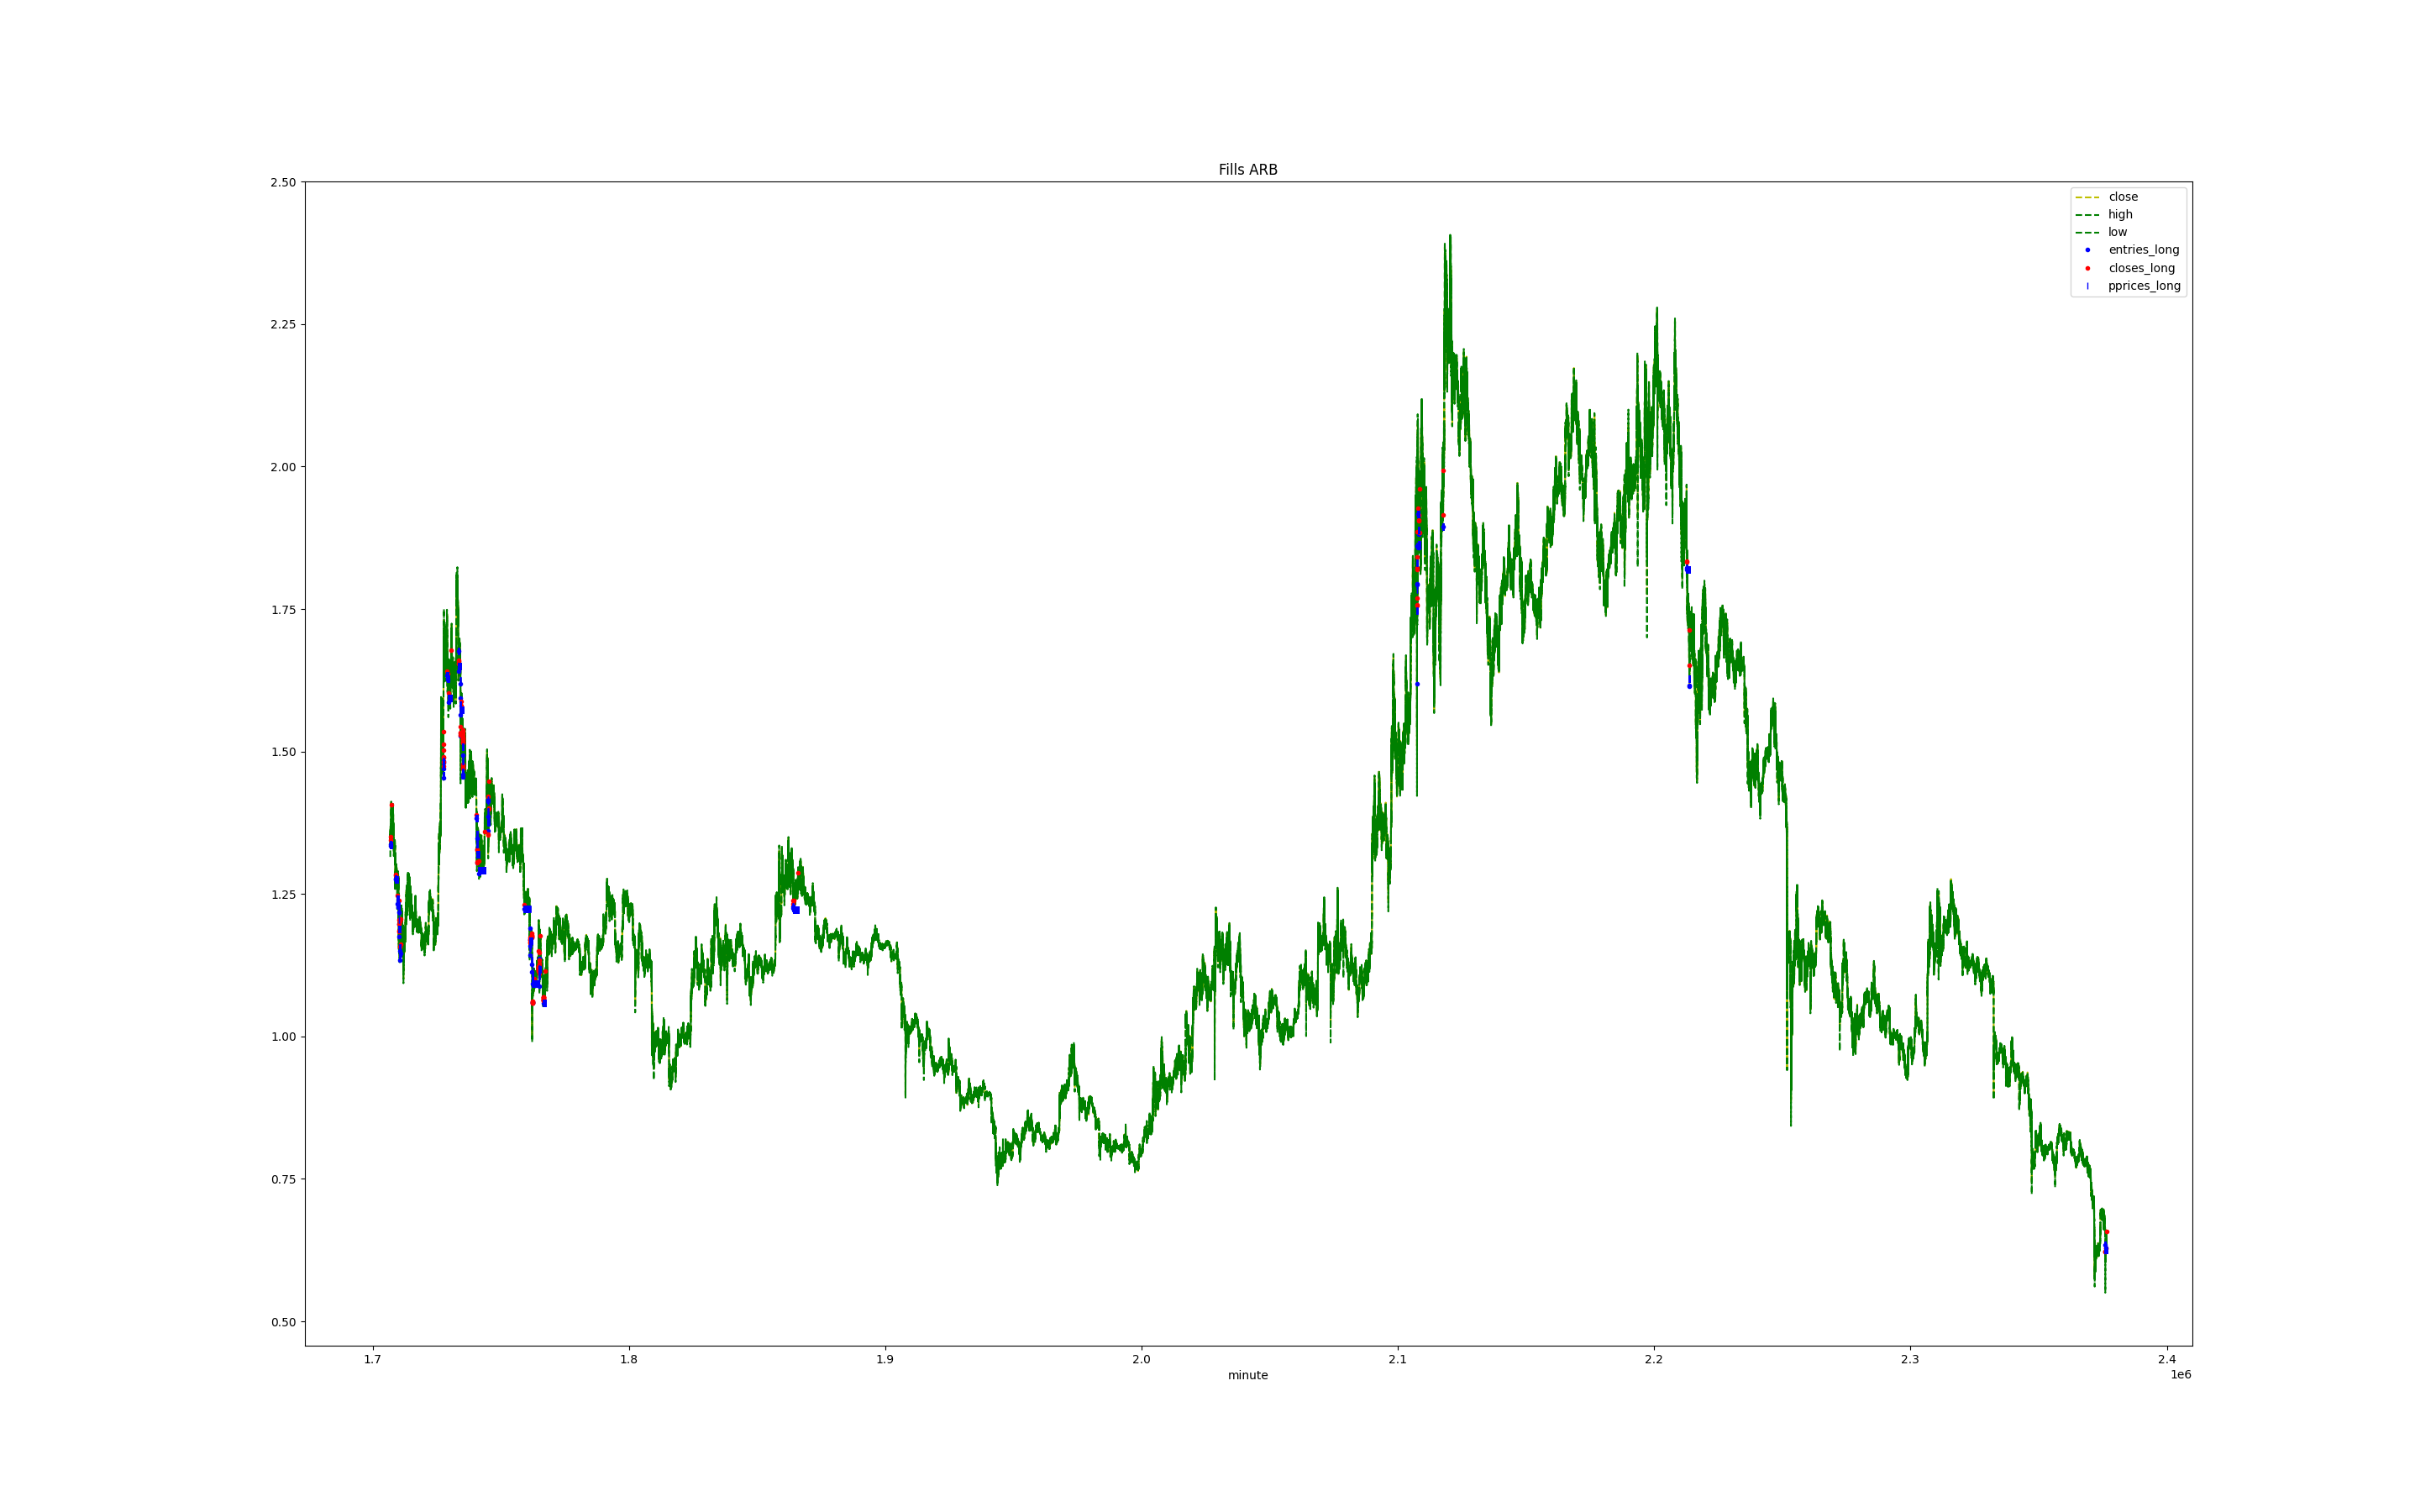 Fills ARB
2.50
2.25
2.00
1.75
1.50
1.25
1.00
0.75
0.50
close
high
low
entries_long
closes_long
pprices_long
1.7 1.8 1.9 2.0 2.1 2.2 2.3 2.4
minute
1e6